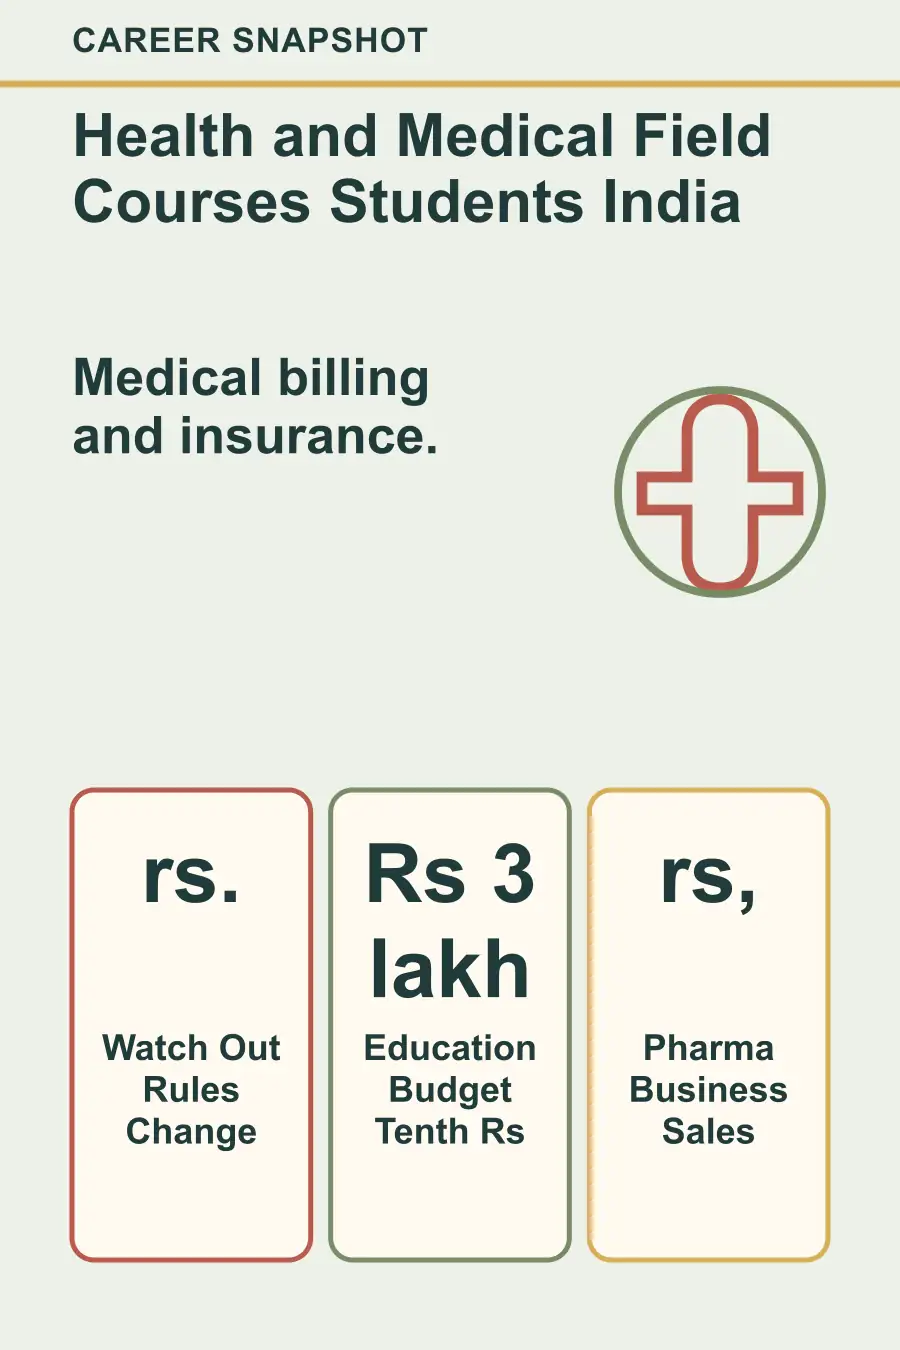 CAREER SNAPSHOT
Health and Medical Field
Courses Students India
Medical billing
and insurance.
rs.
Watch Out
Rules
Change
Rs 3
lakh
Education
Budget
Tenth Rs
rs,
Pharma
Business
Sales